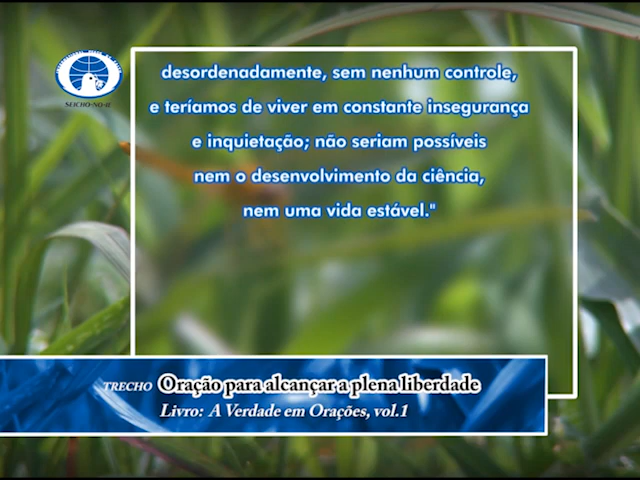 SEICHO-NO-IE
desordenadamente, sem nenhum controle,
e teríamos de viver em constante insegurança
e inquietação; não seriam possíveis
nem o desenvolvimento da ciência,
nem uma vida estável."
TRECHO Oração para alcançar a plena liberdade
Livro: A Verdade em Orações, vol.1